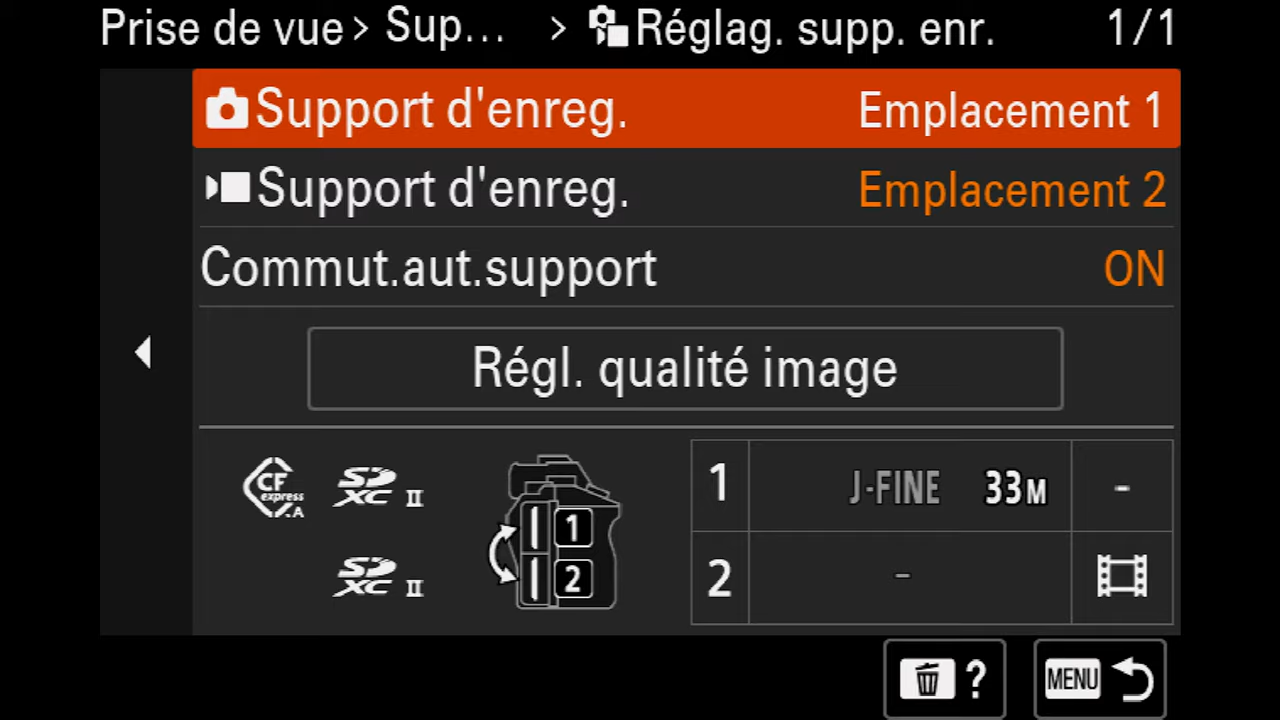 Prise de vue> Sup... > Réglag. supp. enr. 1/1
Support d'enreg. Emplacement 1
Support d'enreg. Emplacement 2
Commut.aut.support ON
Régl. qualité image
CF express .A SD XC II
1 J-FINE 33M -
1
2
SD XC II
2 -
?
MENU